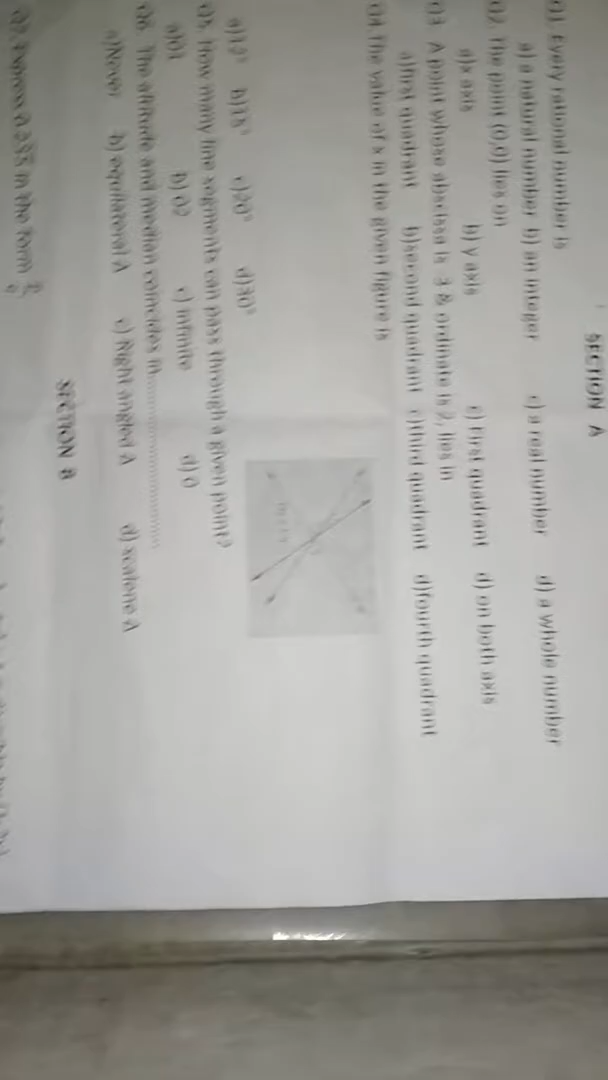 SECTION A
Q1. Every rational number is
a) a natural number b) an integer c) a real number d) a whole number
Q2. The point (0,0) lies on
a)x axis b) y axis c) first quadrant d) on both axis
Q3 A point whose abscissa is 3 & ordinate is 2, lies in
a)first quadrant b)second quadrant c)third quadrant d)fourth quadrant
Q4. The value of x in the given figure is
b)18° c)20° d)30°
Q5. How many line segments can pass through a given point?
b) 02 c) infinite d) 0
Q6. The altitude and median coincides in
b) equilateral Δ c) Right angled Δ d) scalene Δ
SECTION B
in the form p/q